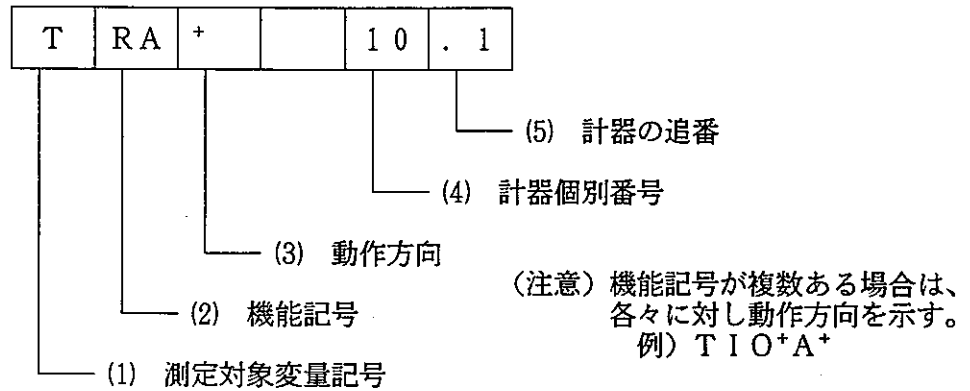 T RA + 10 . 1
(5) 計器の追番
(4) 計器個別番号
(3) 動作方向
(注意) 機能記号が複数ある場合は、
各々に対し動作方向を示す。
(2) 機能記号
例) TIO⁺A⁺
(1) 測定対象変量記号